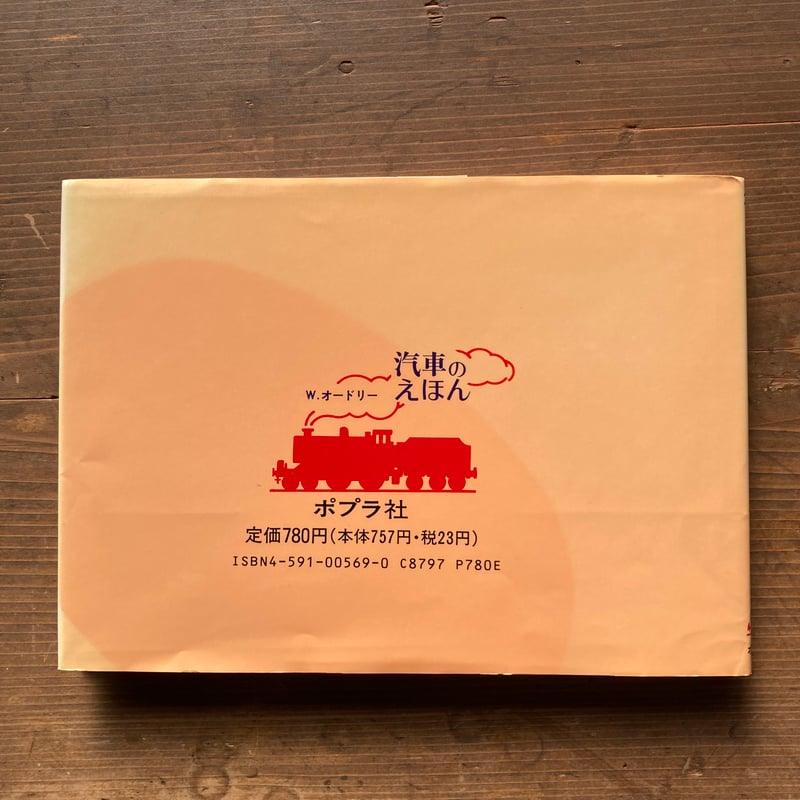 汽車の
えほん
W.オードリー
ポプラ社
定価780円(本体757円・税23円)
ISBN4-591-00569-0 C8797 P780E